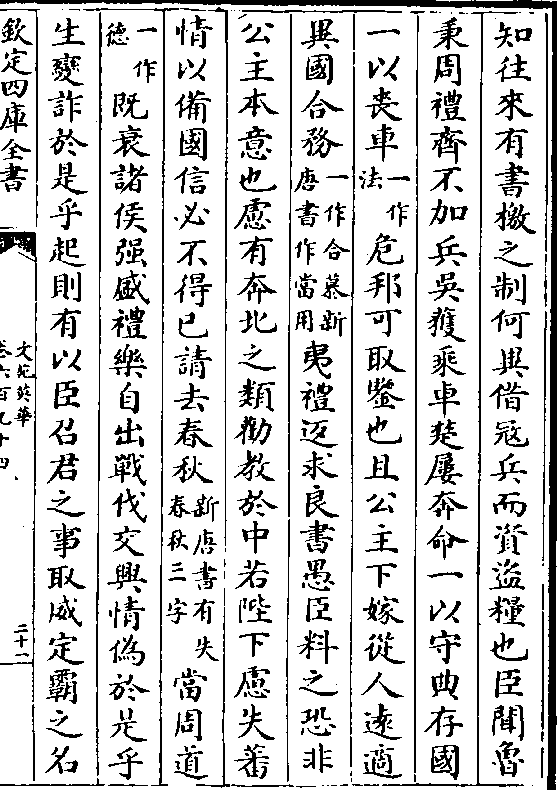 知往來有書檄之制何異借寇兵而資盜糧也臣聞魯
秉周禮齊不加兵吳獲乘車楚屢奔命一以守典存國
一以喪車一作法危邦可取鑒也且公主下嫁從人遠適
異國合務一作合慕新唐書作當用夷禮返求良書愚臣料之恐非
公主本意也慮有奔北之類勸教於中若陛下慮失蕃
情以備國信必不得已請去春秋新唐書有失春秋二字當周道
一作德既衰諸侯强盛禮樂自出戰伐交興情偽於是乎
生變詐於是乎起則有以臣召君之事取威定霸之名
欽定四庫全書
文苑英華
卷六百九十四
二十一